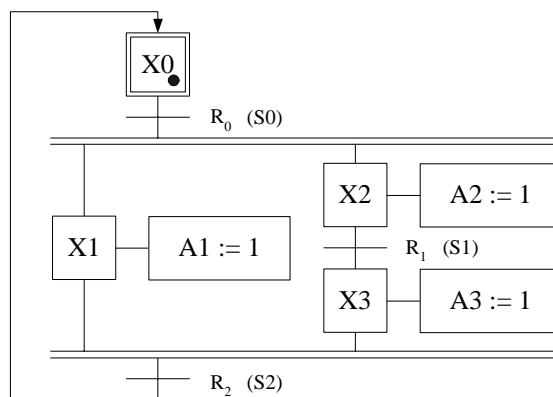 X0
R0 (S0)
X2 A2 := 1
X1 A1 := 1
R1 (S1)
X3 A3 := 1
R2 (S2)